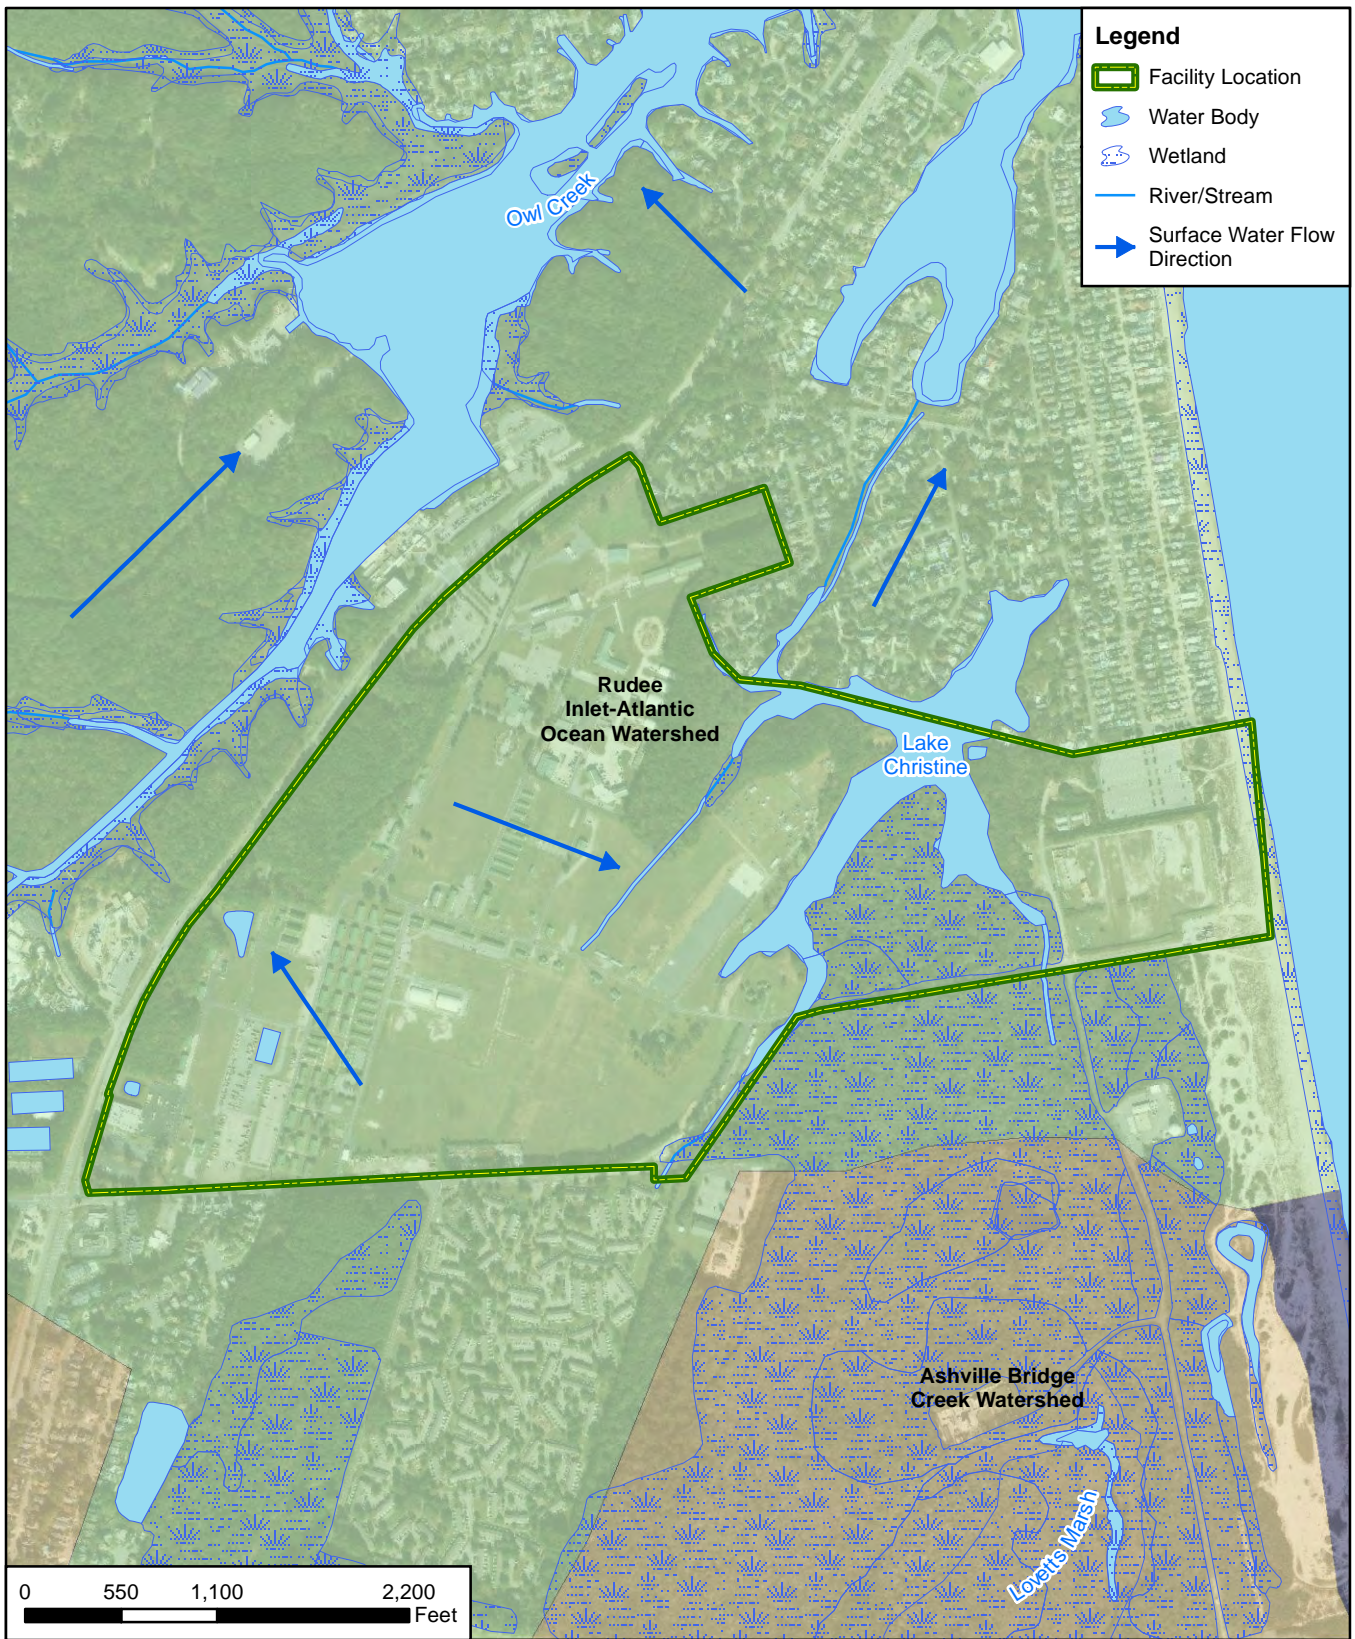 Legend
Facility Location
Water Body
Wetland
River/Stream
Surface Water Flow
Direction
Owl Creek
Rudee
Inlet-Atlantic
Ocean Watershed
Lake
Christine
Ashville Bridge
Creek Watershed
Lovetts Marsh
0 550 1,100 2,200
Feet